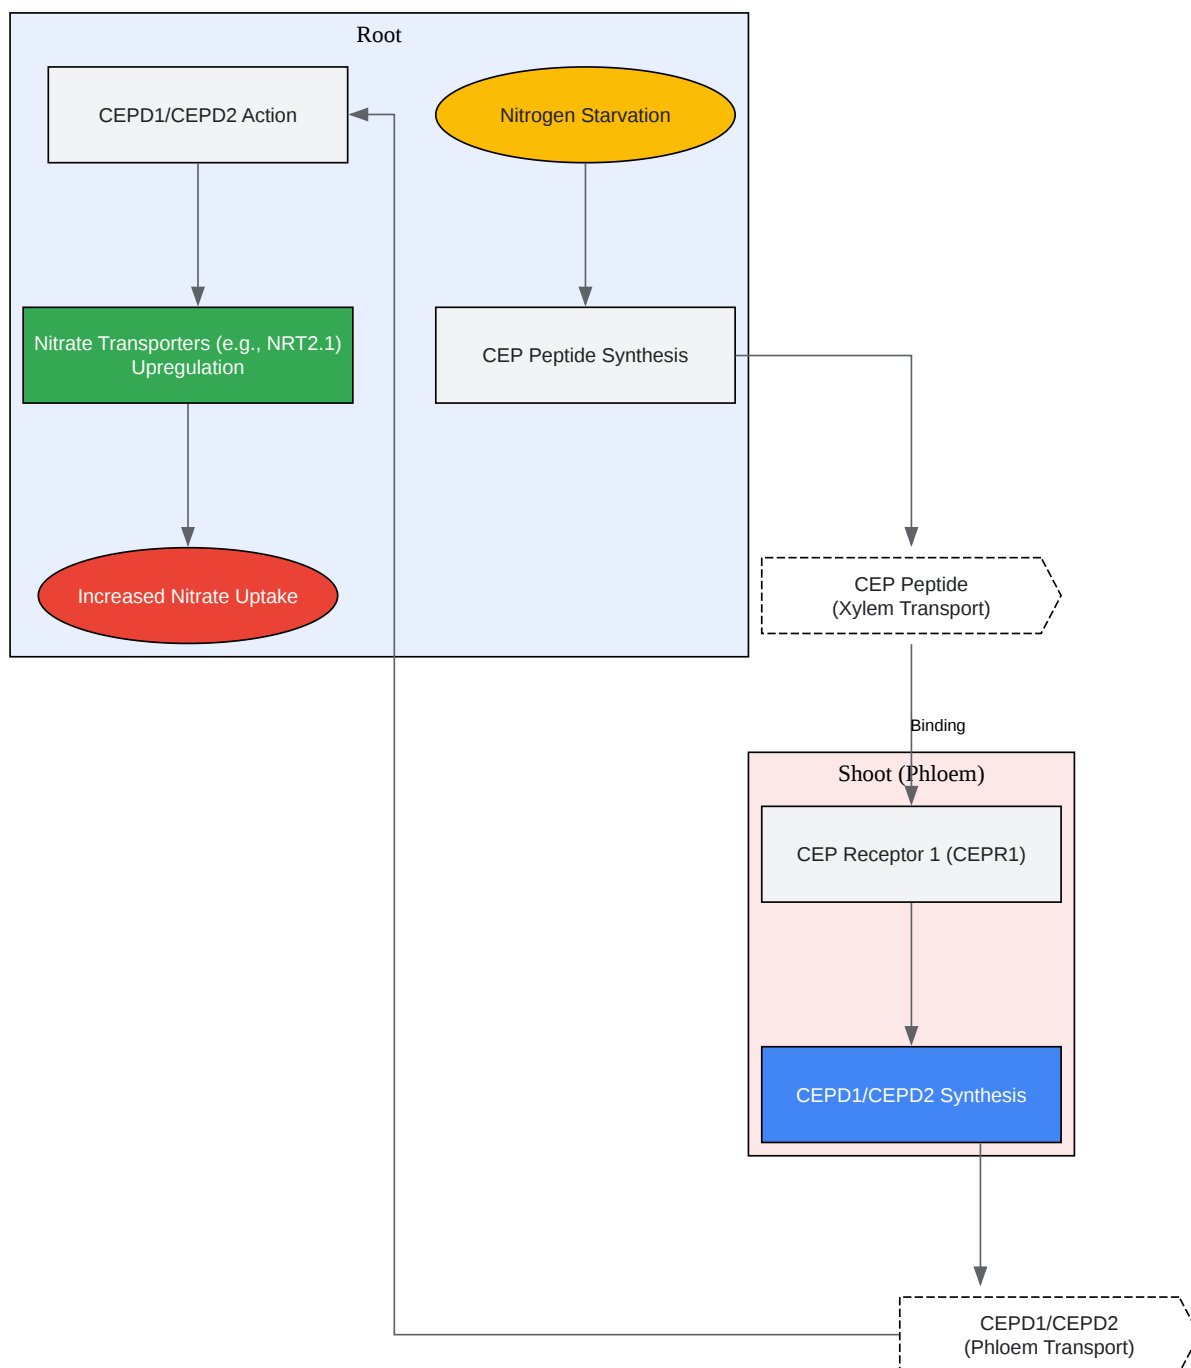 Root
CEPD1/CEPD2 Action
Nitrogen Starvation
Nitrate Transporters (e.g., NRT2.1)
Upregulation
CEP Peptide Synthesis
Increased Nitrate Uptake
CEP Peptide
(Xylem Transport)
Binding
Shoot (Phloem)
CEP Receptor 1 (CEPR1)
CEPD1/CEPD2 Synthesis
CEPD1/CEPD2
(Phloem Transport)